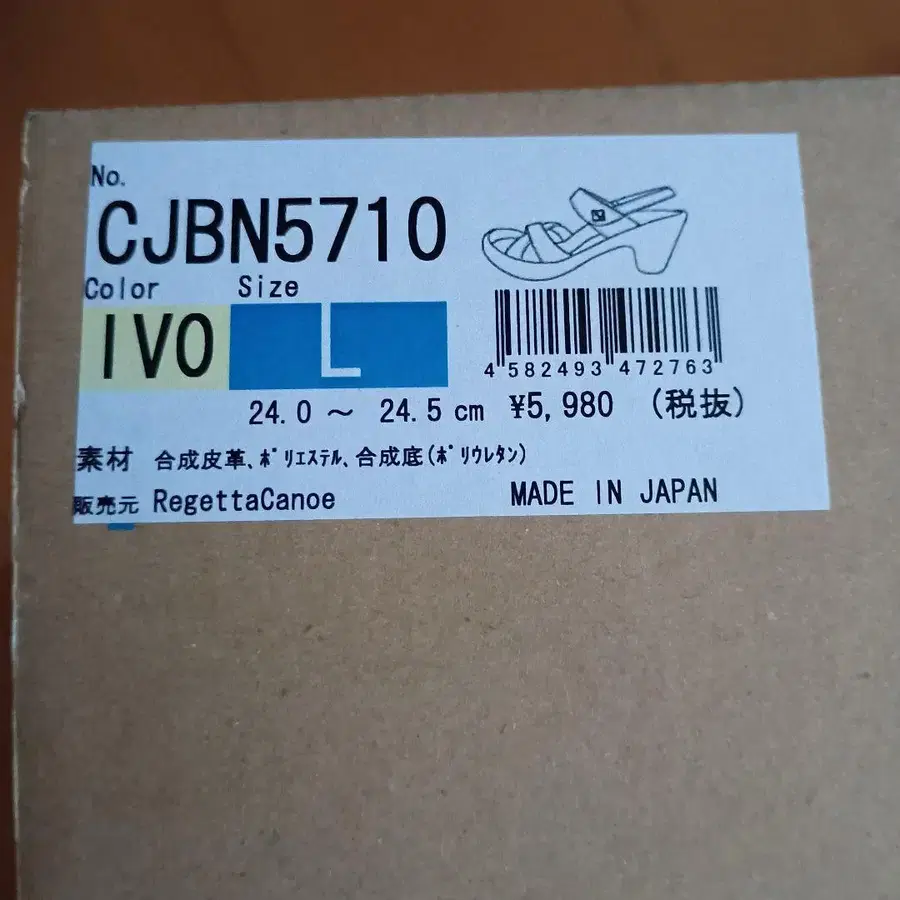 No.
CJBN5710
Color Size
IVO L
24.0 ～ 24.5 cm ¥5,980 (税抜)
4 582493 472763
素材 合成皮革、ﾎﾟﾘｴｽﾃﾙ、合成底(ﾎﾟﾘｳﾚﾀﾝ)
販売元 RegettaCanoe MADE IN JAPAN